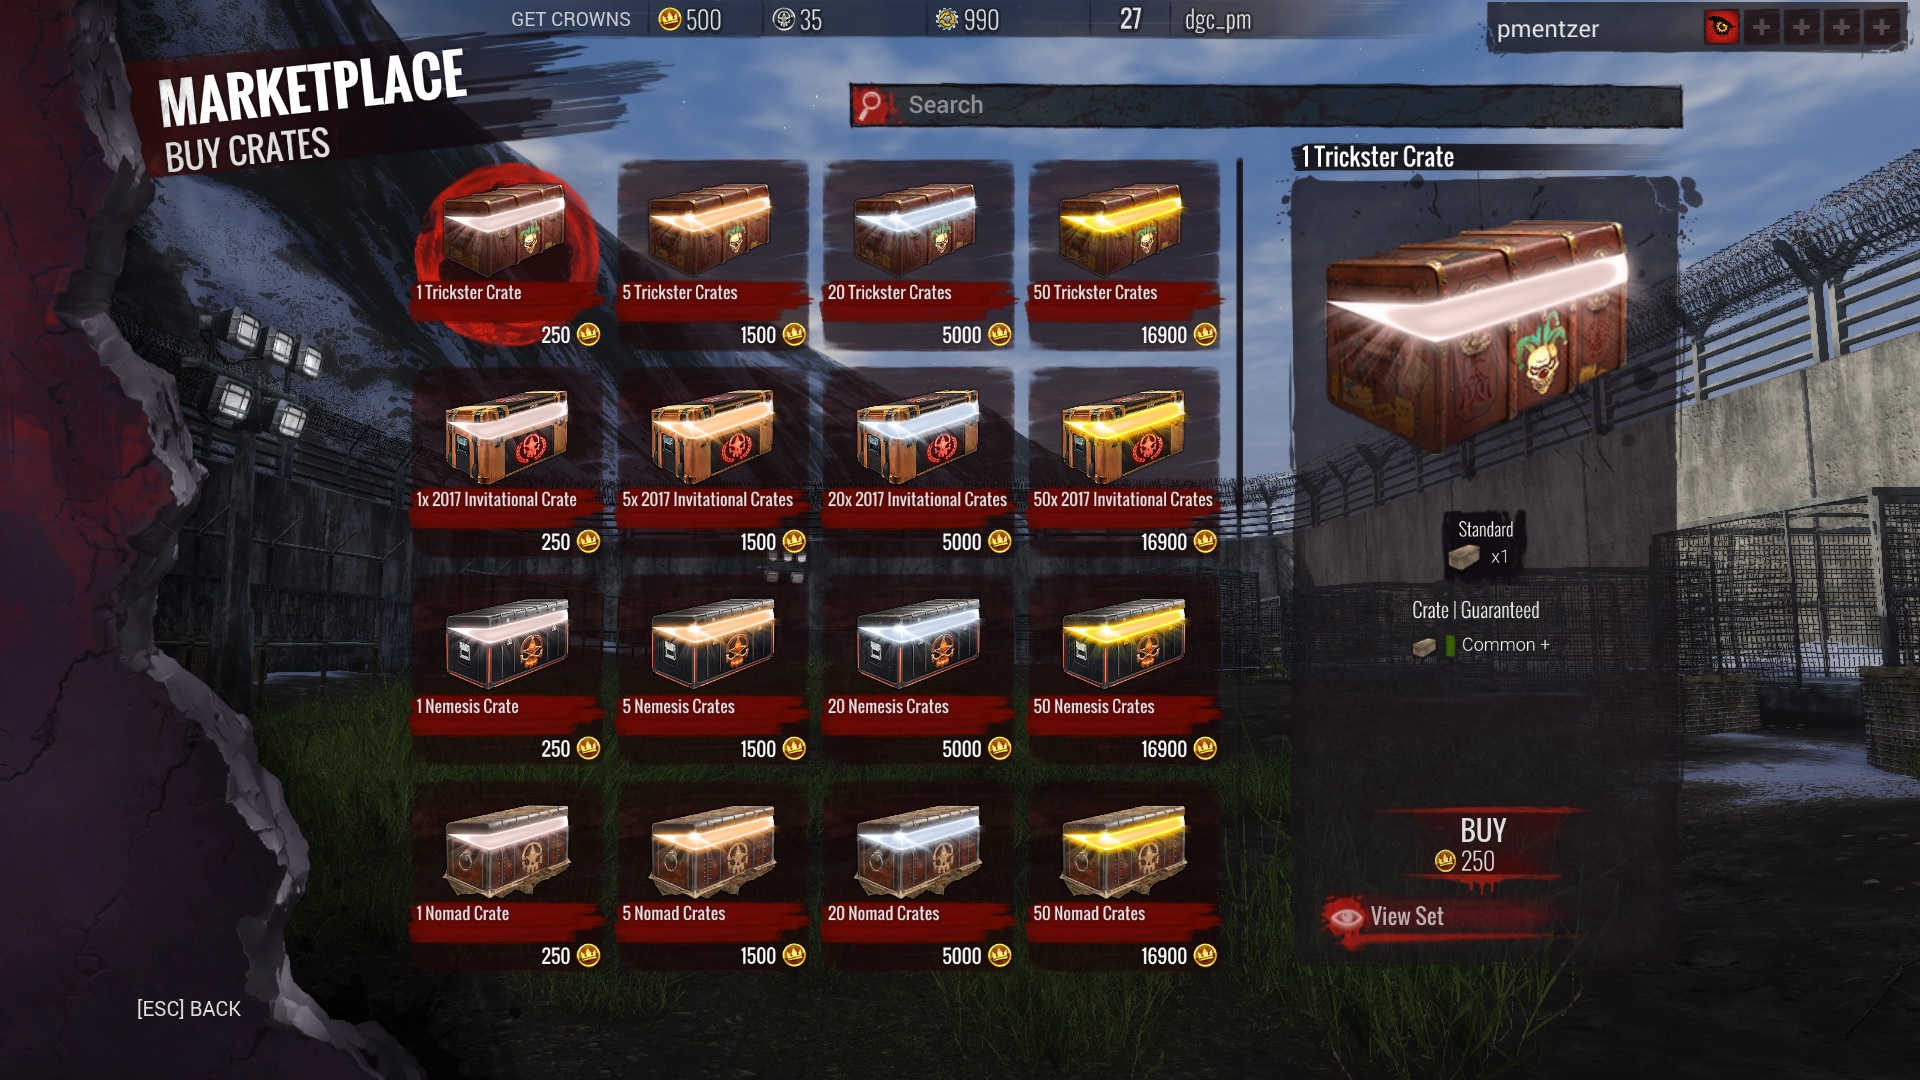 GET CROWNS 500 35 990 27 dgc_pm
pmentzer
MARKETPLACE
BUY CRATES
Search
1 Trickster Crate
250
5 Trickster Crates
1500
20 Trickster Crates
5000
50 Trickster Crates
16900
1x 2017 Invitational Crate
250
5x 2017 Invitational Crates
1500
20x 2017 Invitational Crates
5000
50x 2017 Invitational Crates
16900
1 Nemesis Crate
250
5 Nemesis Crates
1500
20 Nemesis Crates
5000
50 Nemesis Crates
16900
1 Nomad Crate
250
5 Nomad Crates
1500
20 Nomad Crates
5000
50 Nomad Crates
16900
1 Trickster Crate
Standard
x1
Crate | Guaranteed
Common +
BUY
250
View Set
[ESC] BACK